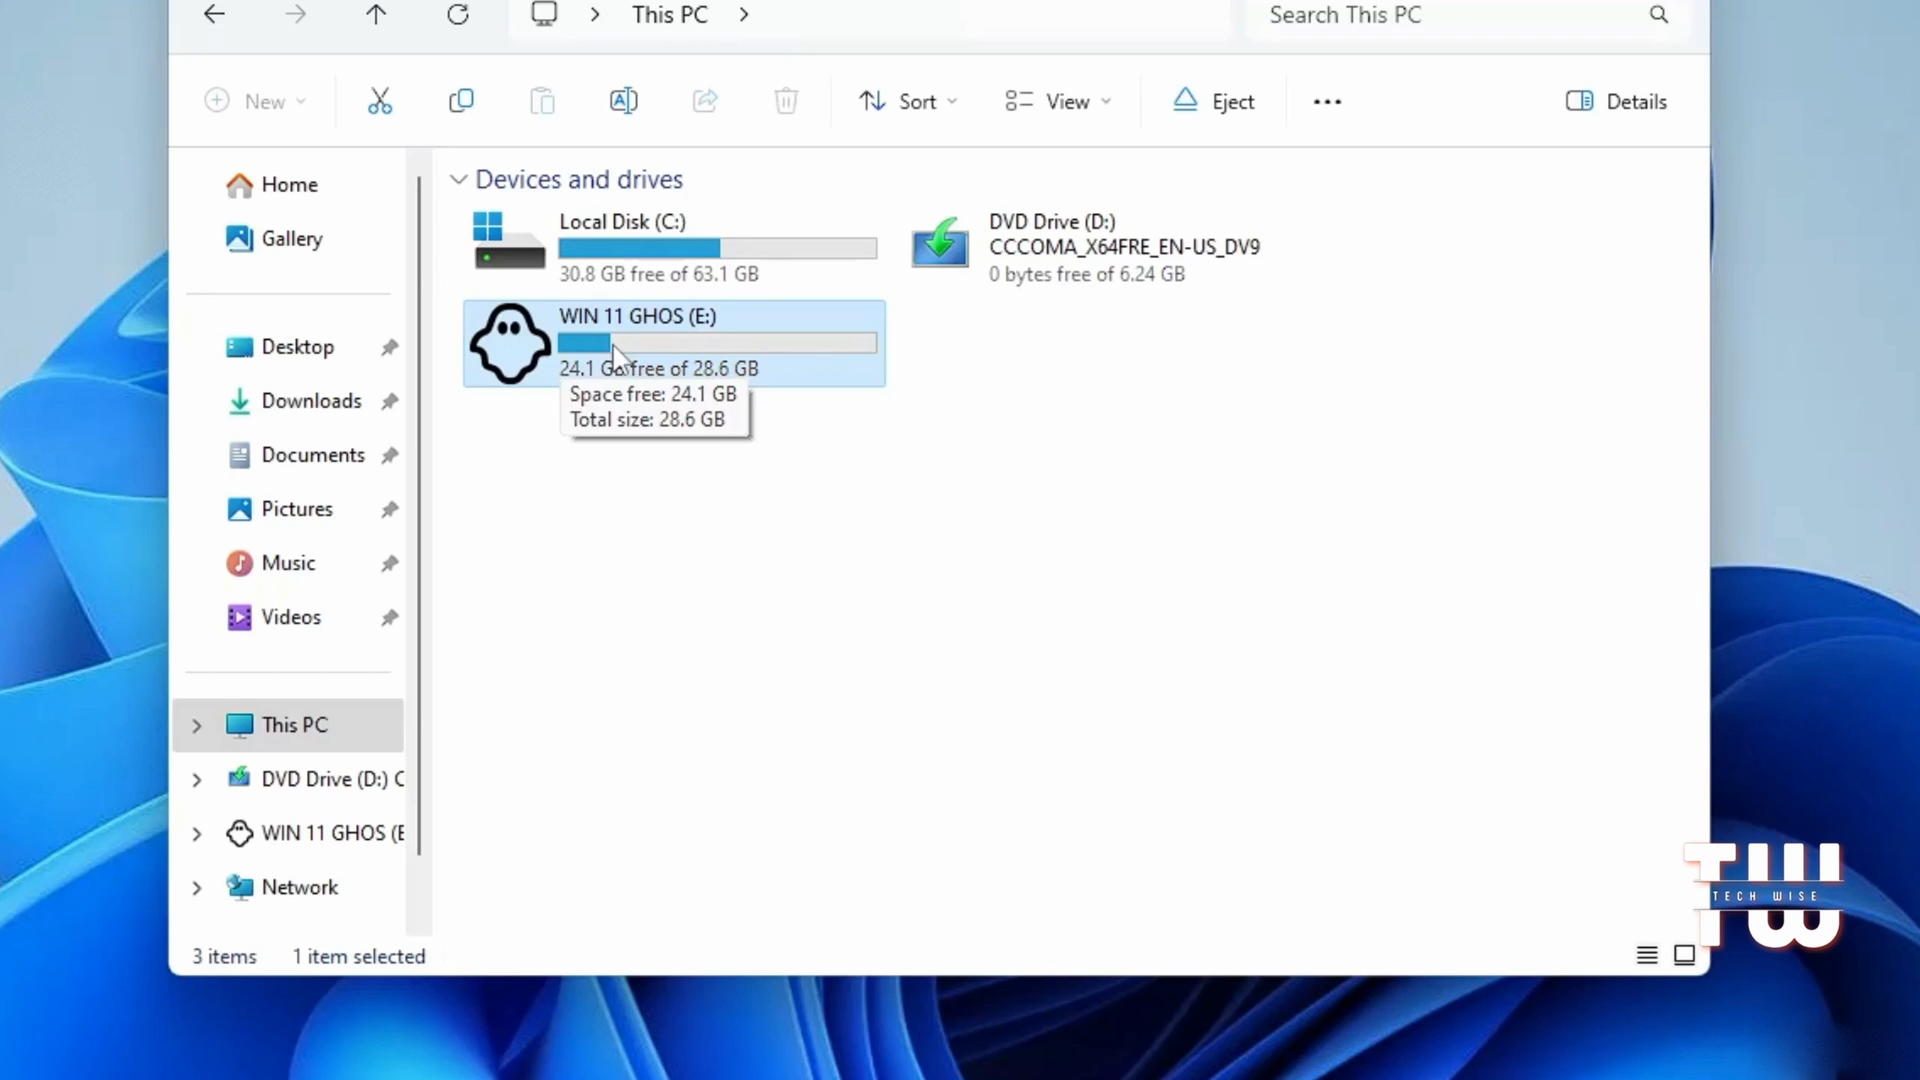 This PC
Search This PC
New
Sort
View
Eject
Details
Home
Gallery
Desktop
Downloads
Documents
Pictures
Music
Videos
This PC
DVD Drive (D:) C
WIN 11 GHOS (E
Network
Devices and drives
Local Disk (C:)
30.8 GB free of 63.1 GB
DVD Drive (D:)
CCCOMA_X64FRE_EN-US_DV9
0 bytes free of 6.24 GB
WIN 11 GHOS (E:)
24.1 GB free of 28.6 GB
Space free: 24.1 GB
Total size: 28.6 GB
3 items
1 item selected
TW
TECH WISE
TW